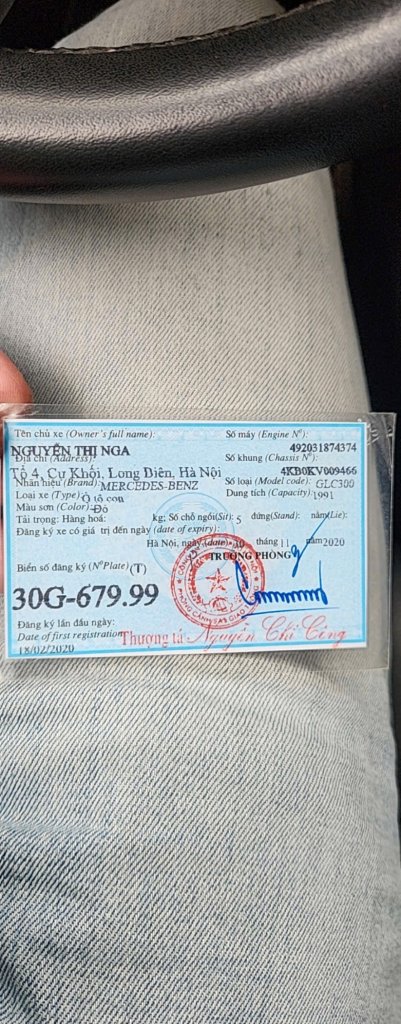 Tên chủ xe (Owner's full name):
Số máy (Engine Nº):
NGUYỄN THỊ NGA
492031874374
Địa chỉ (Address):
Số khung (Chassis Nº):
Tổ 4, Cự Khối, Long Biên, Hà Nội
4KB0KV009466
Nhãn hiệu (Brand): MERCEDES-BENZ
Số loại (Model code): GLC300
Loại xe (Type) Ô tô con
Dung tích (Capacity): 1991
Màu sơn (Color): Đỏ
Tải trọng: Hàng hoá: kg; Số chỗ ngồi(Sit): 5 đứng(Stand): nằm(Lie):
Đăng ký xe có giá trị đến ngày (date of expiry):
Hà Nội, ngày (date) 30 tháng 11 năm 2020
TRƯỞNG PHÒNG
Biển số đăng ký (NºPlate) (T)
30G-679.99
Đăng ký lần đầu ngày:
Date of first registration
18/02/2020
Thượng tá Nguyễn Chí Công